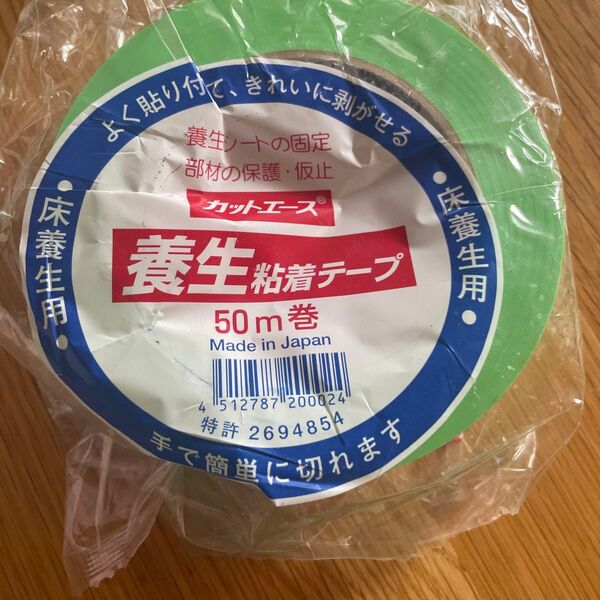 よく貼り付て、きれいに剥がせる
養生シートの固定
部材の保護・仮止
カットエース®
養生粘着テープ
50m巻
Made in Japan
4 512787 200024
特許 2694854
• 床養生用 •
• 床養生用 •
手で簡単に切れます